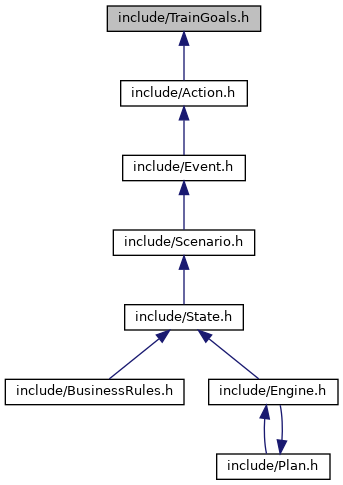 include/TrainGoals.h
include/Action.h
include/Event.h
include/Scenario.h
include/State.h
include/BusinessRules.h
include/Engine.h
include/Plan.h